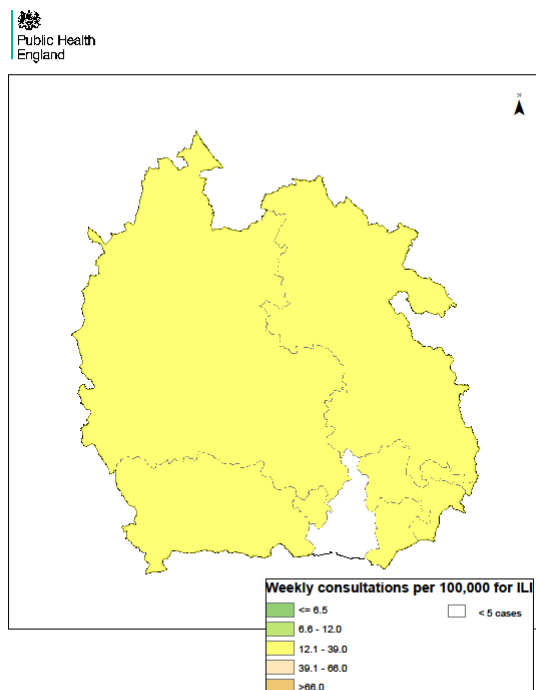 Public Health
England
N
Weekly consultations per 100,000 for ILI
<= 6.5
< 5 cases
6.6 - 12.0
12.1 - 39.0
39.1 - 66.0
>66.0